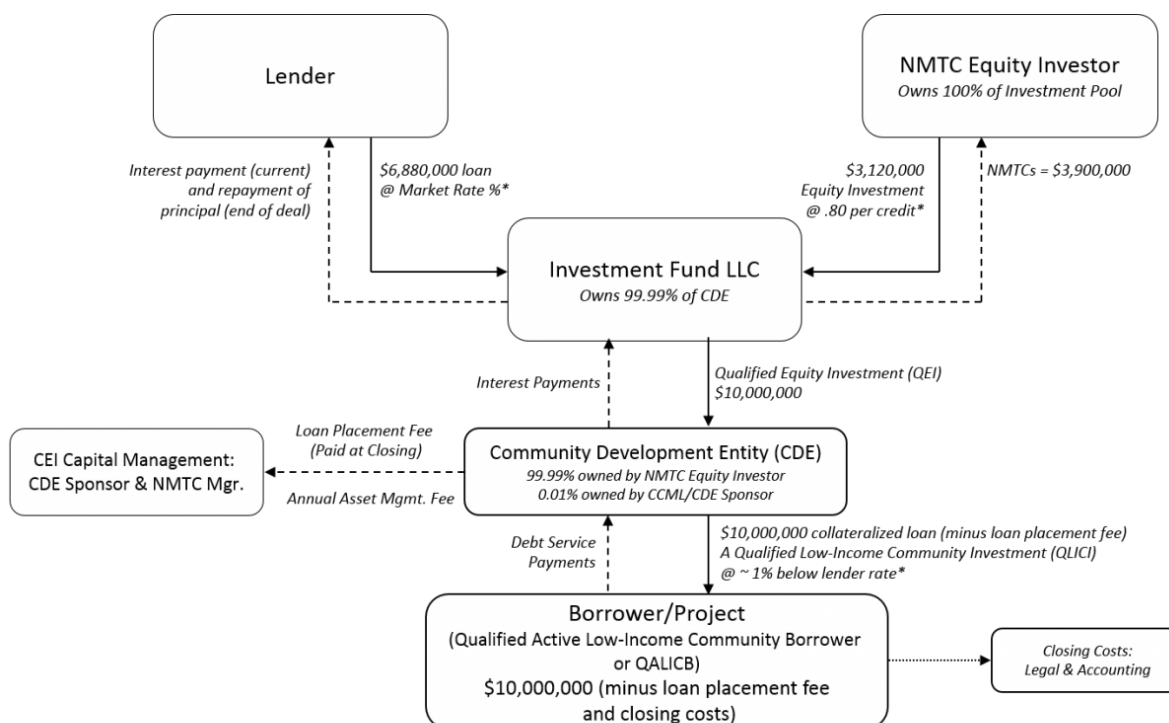 Lender
NMTC Equity Investor
Owns 100% of Investment Pool
Interest payment (current)
and repayment of
principal (end of deal)
$6,880,000 loan
@ Market Rate %*
$3,120,000
Equity Investment
@ .80 per credit*
NMTCs = $3,900,000
Investment Fund LLC
Owns 99.99% of CDE
Interest Payments
Qualified Equity Investment (QEI)
$10,000,000
CEI Capital Management:
CDE Sponsor & NMTC Mgr.
Loan Placement Fee
(Paid at Closing)
Annual Asset Mgmt. Fee
Community Development Entity (CDE)
99.99% owned by NMTC Equity Investor
0.01% owned by CCML/CDE Sponsor
Debt Service
Payments
$10,000,000 collateralized loan (minus loan placement fee)
A Qualified Low-Income Community Investment (QLICI)
@ ~ 1% below lender rate*
Borrower/Project
(Qualified Active Low-Income Community Borrower
or QALICB)
$10,000,000 (minus loan placement fee
and closing costs)
Closing Costs:
Legal & Accounting